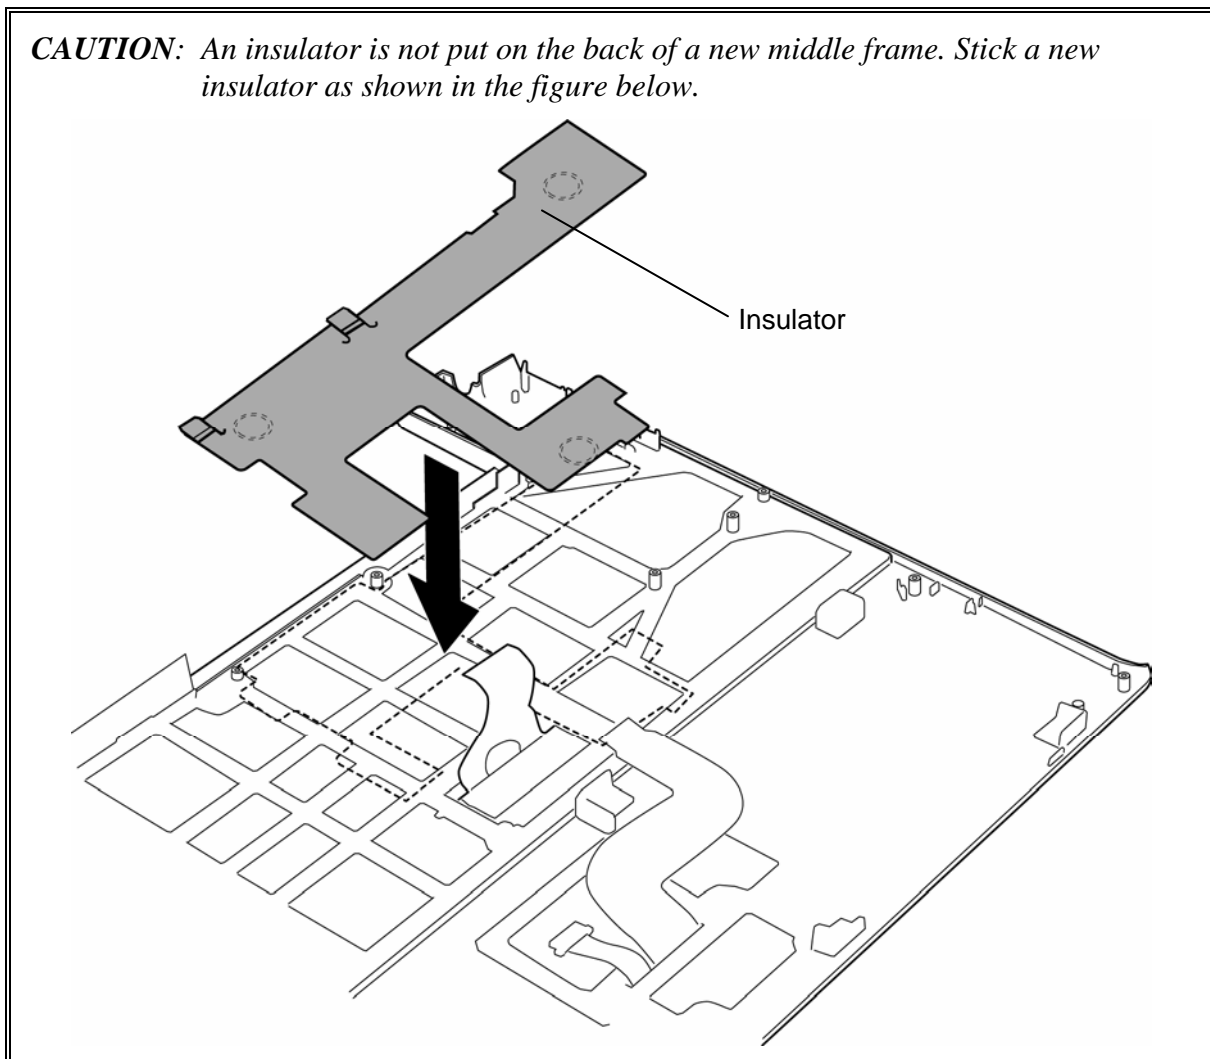 CAUTION: An insulator is not put on the back of a new middle frame. Stick a new
insulator as shown in the figure below.
Insulator